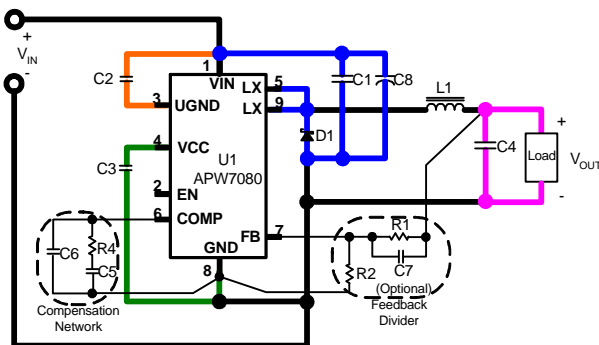 +
VIN
-
C2
1
VIN
3
UGND
LX
5
LX
9
C1
C8
L1
D1
4
VCC
U1
APW7080
C3
2
EN
6
COMP
FB
7
GND
8
C4
Load
+
VOUT
-
C6
R4
C5
Compensation
Network
R1
C7
R2
(Optional)
Feedback
Divider